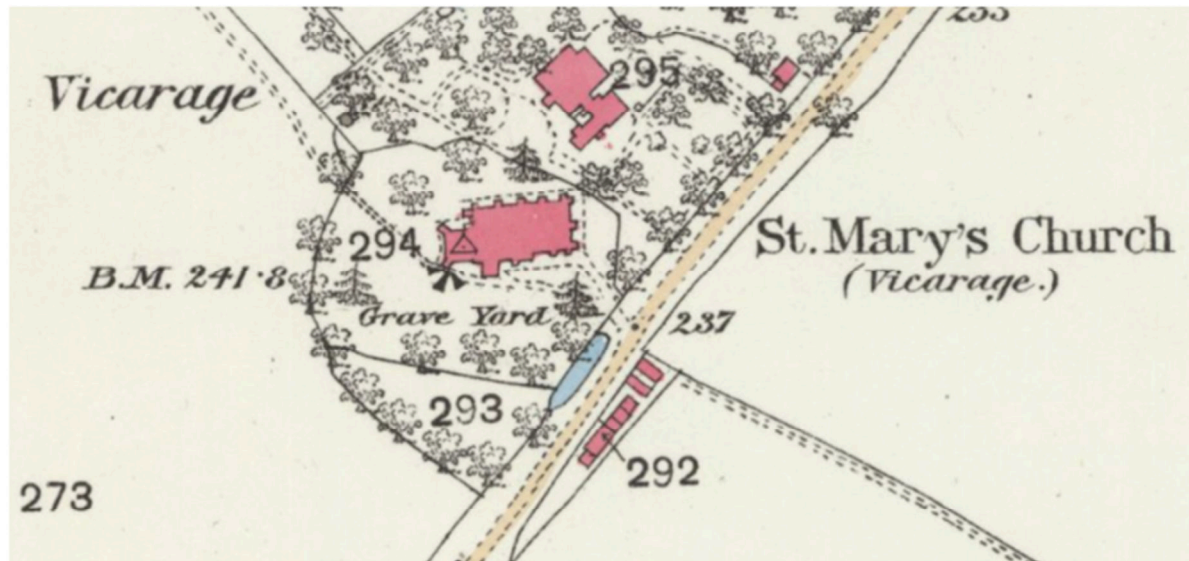 295
Vicarage
St. Mary's Church
(Vicarage.)
294
B.M. 241·8
Grave Yard
237
293
292
273